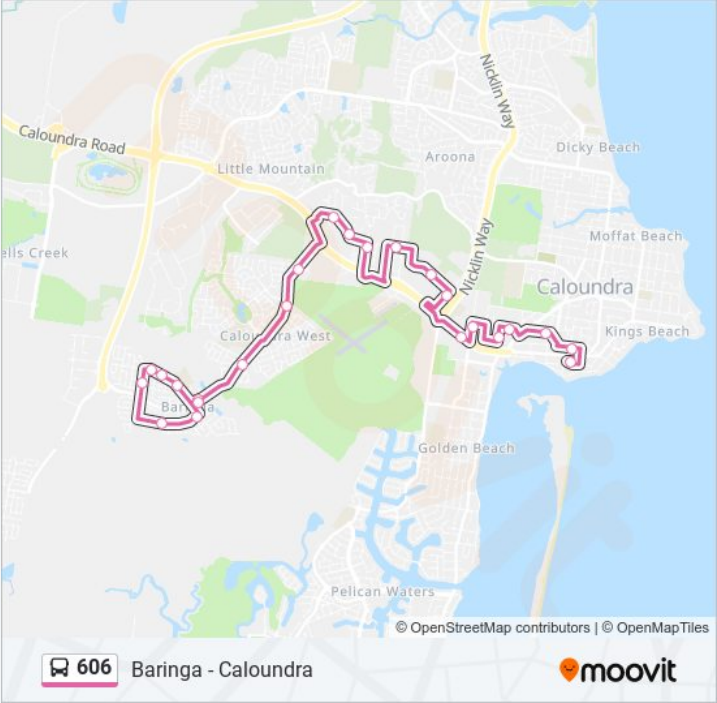 Nicklin Way
Caloundra Road
Dicky Beach
Aroona
Little Mountain
Moffat Beach
ells Creek
Nicklin Way
Caloundra
Kings Beach
Caloundra West
Golden Beach
Pelican Waters
© OpenStreetMap contributors | © OpenMapTiles
606 Baringa - Caloundra
moovit